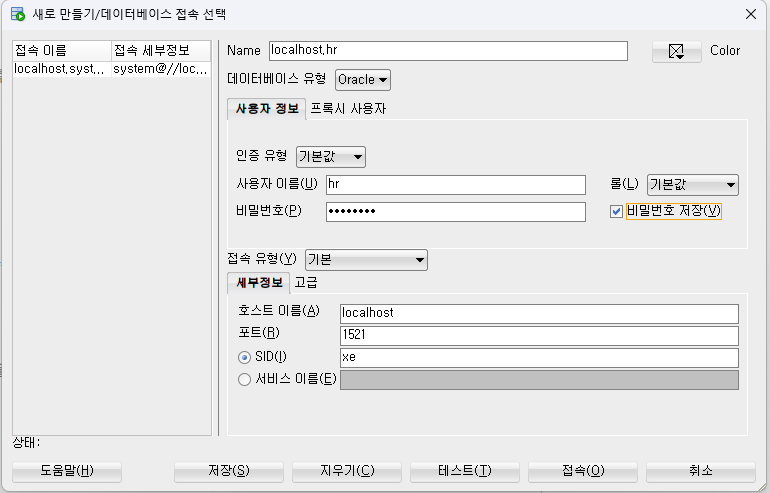 새로 만들기/데이터베이스 접속 선택
접속 이름 접속 세부정보
localhost.syst... system@//loc...
Name localhost.hr Color
데이터베이스 유형 Oracle
사용자 정보 프록시 사용자
인증 유형 기본값
사용자 이름(U) hr 롤(L) 기본값
비밀번호(P) •••••••• 비밀번호 저장(V)
접속 유형(Y) 기본
세부정보 고급
호스트 이름(A) localhost
포트(R) 1521
SID(I) xe
서비스 이름(E)
상태:
도움말(H) 저장(S) 지우기(C) 테스트(T) 접속(O) 취소